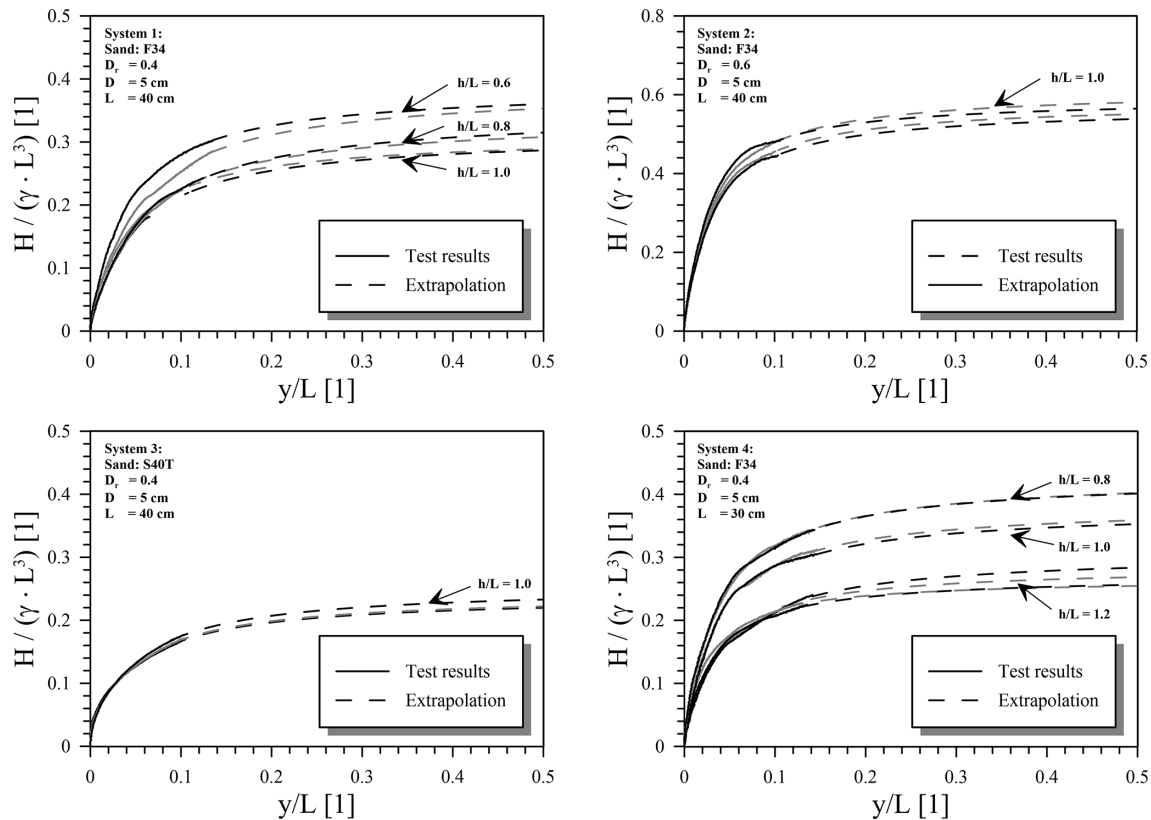 System 1:
Sand: F34
Dr = 0.4
D = 5 cm
L = 40 cm
h/L = 0.6
h/L = 0.8
h/L = 1.0
Test results
Extrapolation
0.5
0.4
0.3
0.2
0.1
0
H / (γ · L³) [1]
0 0.1 0.2 0.3 0.4 0.5
y/L [1]
System 2:
Sand: F34
Dr = 0.6
D = 5 cm
L = 40 cm
h/L = 1.0
Test results
Extrapolation
0.8
0.6
0.4
0.2
0
H / (γ · L³) [1]
0 0.1 0.2 0.3 0.4 0.5
y/L [1]
System 3:
Sand: S40T
Dr = 0.4
D = 5 cm
L = 40 cm
h/L = 1.0
Test results
Extrapolation
0.5
0.4
0.3
0.2
0.1
0
H / (γ · L³) [1]
0 0.1 0.2 0.3 0.4 0.5
y/L [1]
System 4:
Sand: F34
Dr = 0.4
D = 5 cm
L = 30 cm
h/L = 0.8
h/L = 1.0
h/L = 1.2
Test results
Extrapolation
0.5
0.4
0.3
0.2
0.1
0
H / (γ · L³) [1]
0 0.1 0.2 0.3 0.4 0.5
y/L [1]